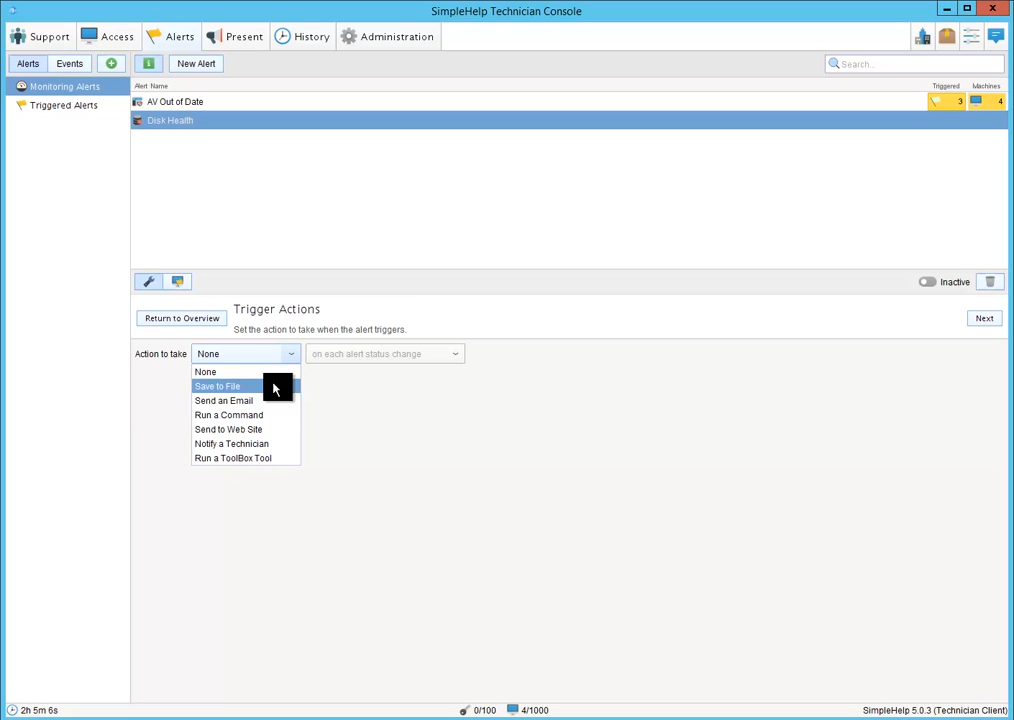 SimpleHelp Technician Console
Support Access Alerts Present History Administration
Alerts Events New Alert Search...
Monitoring Alerts
Triggered Alerts
Alert Name Triggered Machines
AV Out of Date 3 4
Disk Health
Inactive
Trigger Actions
Return to Overview Next
Set the action to take when the alert triggers.
Action to take None on each alert status change
None
Save to File
Send an Email
Run a Command
Send to Web Site
Notify a Technician
Run a ToolBox Tool
2h 5m 6s 0/100 4/1000 SimpleHelp 5.0.3 (Technician Client)